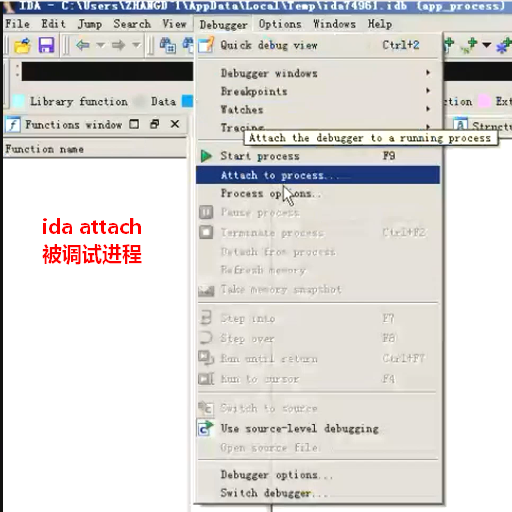 IDA - C:\Users\ZHANGD~1\AppData\Local\Temp\ida74961.idb (app_process)
File Edit Jump Search View Debugger Options Windows Help
Quick debug view Ctrl+2
Debugger windows
Breakpoints
Watches
Tracing
Attach the debugger to a running process
Library function Data
Functions window
Function name
Start process F9
Attach to process...
Process options...
Pause process
Terminate process Ctrl+F2
Detach from process
Refresh memory
Take memory snapshot
ida attach
被调试进程
Step into F7
Step over F8
Run until return Ctrl+F7
Run to cursor F4
Switch to source
Use source-level debugging
Open source file
Debugger options...
Switch debugger...